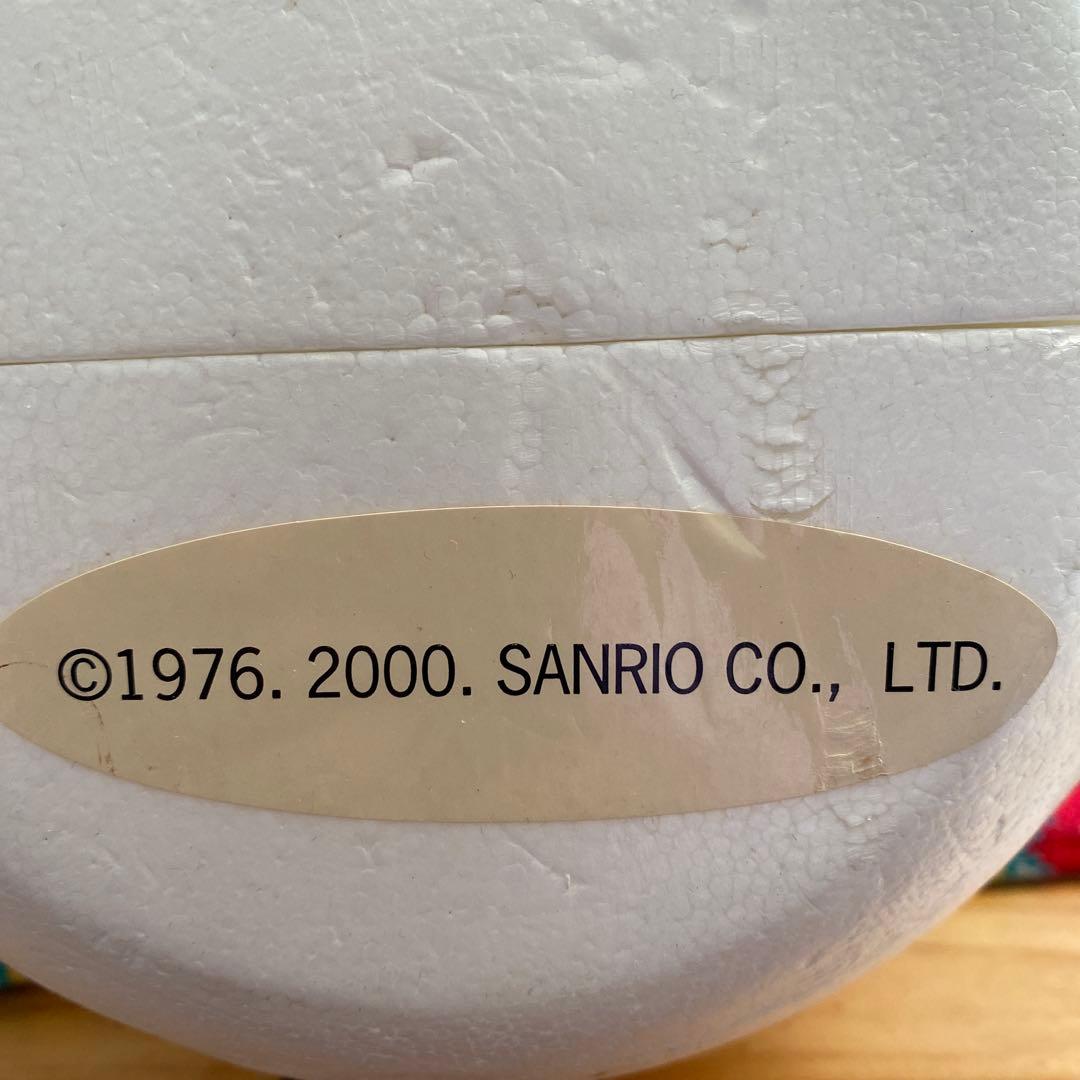 ©1976. 2000. SANRIO CO., LTD.